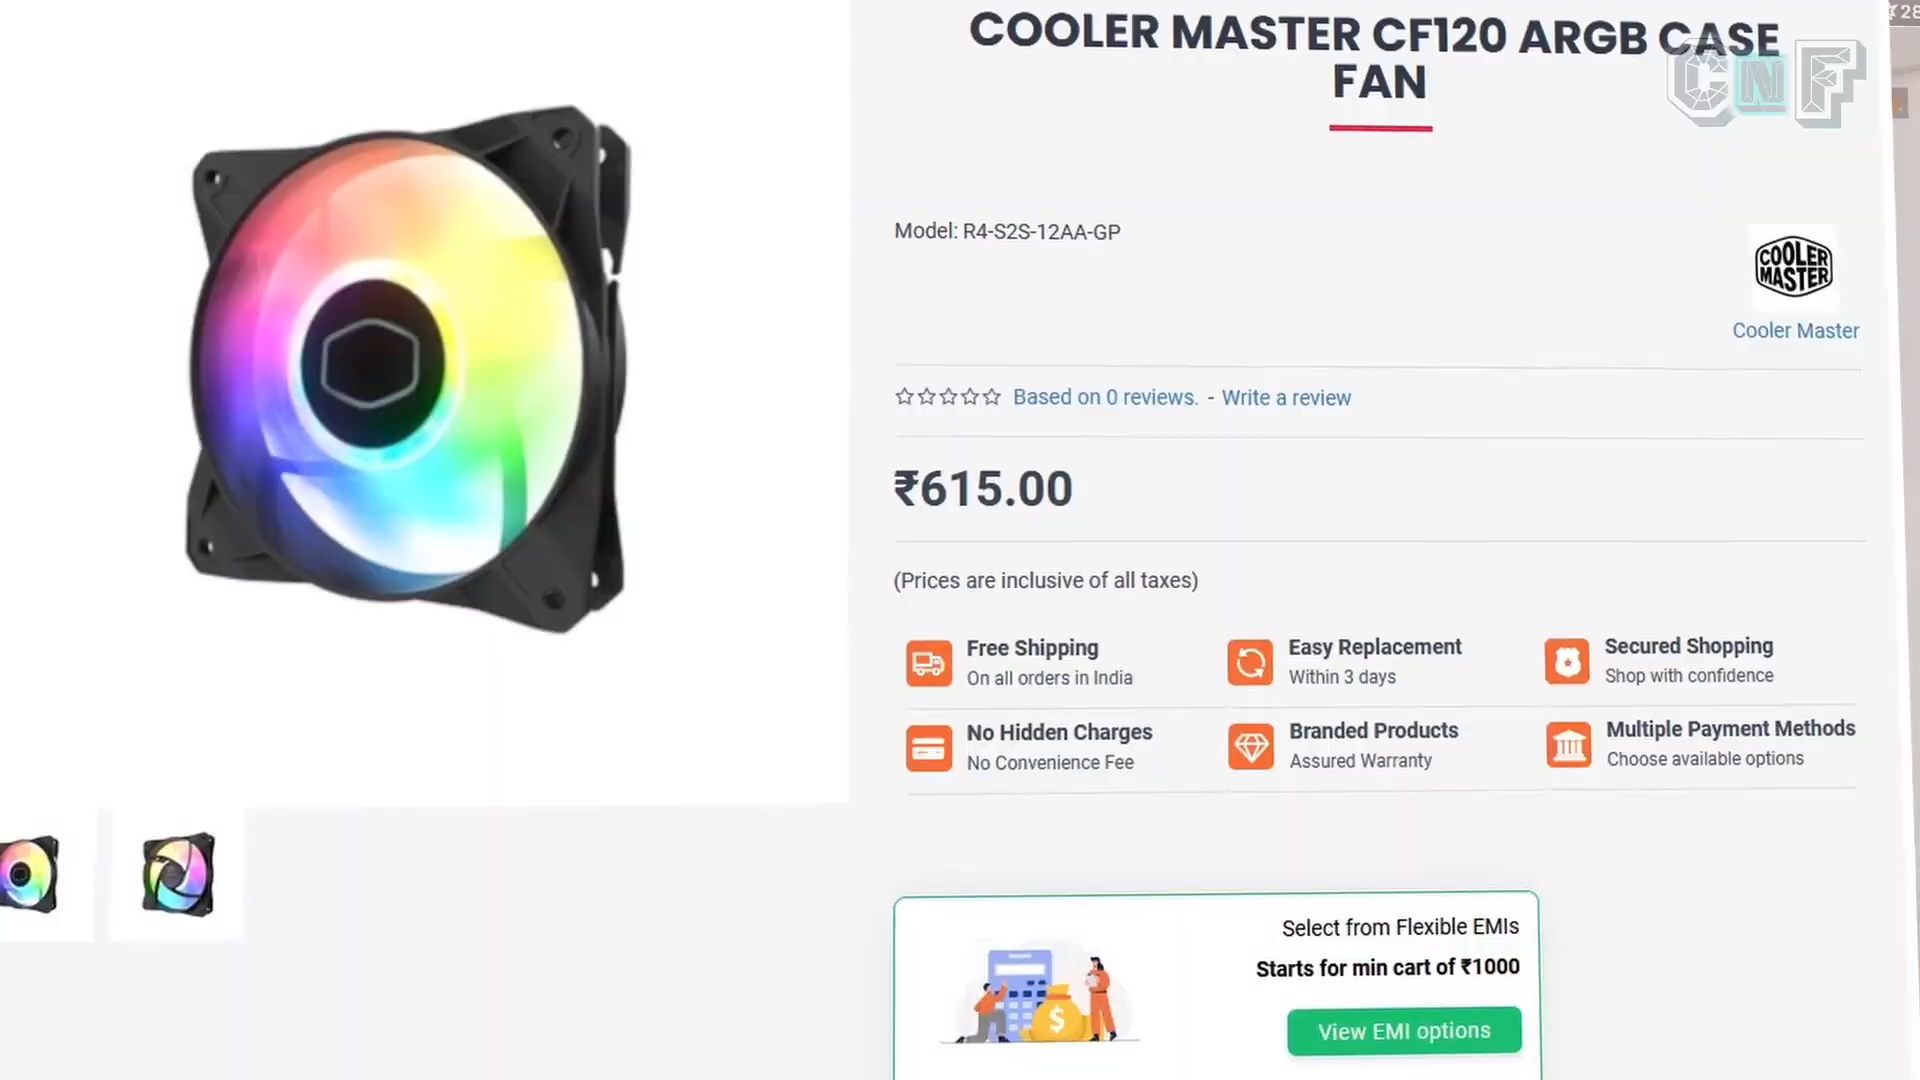 COOLER MASTER CF120 ARGB CASE
FAN
28
CNF
Model: R4-S2S-12AA-GP
COOLER
MASTER
Cooler Master
Based on 0 reviews. - Write a review
₹615.00
(Prices are inclusive of all taxes)
Free Shipping
On all orders in India
Easy Replacement
Within 3 days
Secured Shopping
Shop with confidence
No Hidden Charges
No Convenience Fee
Branded Products
Assured Warranty
Multiple Payment Methods
Choose available options
Select from Flexible EMIs
Starts for min cart of ₹1000
$
View EMI options